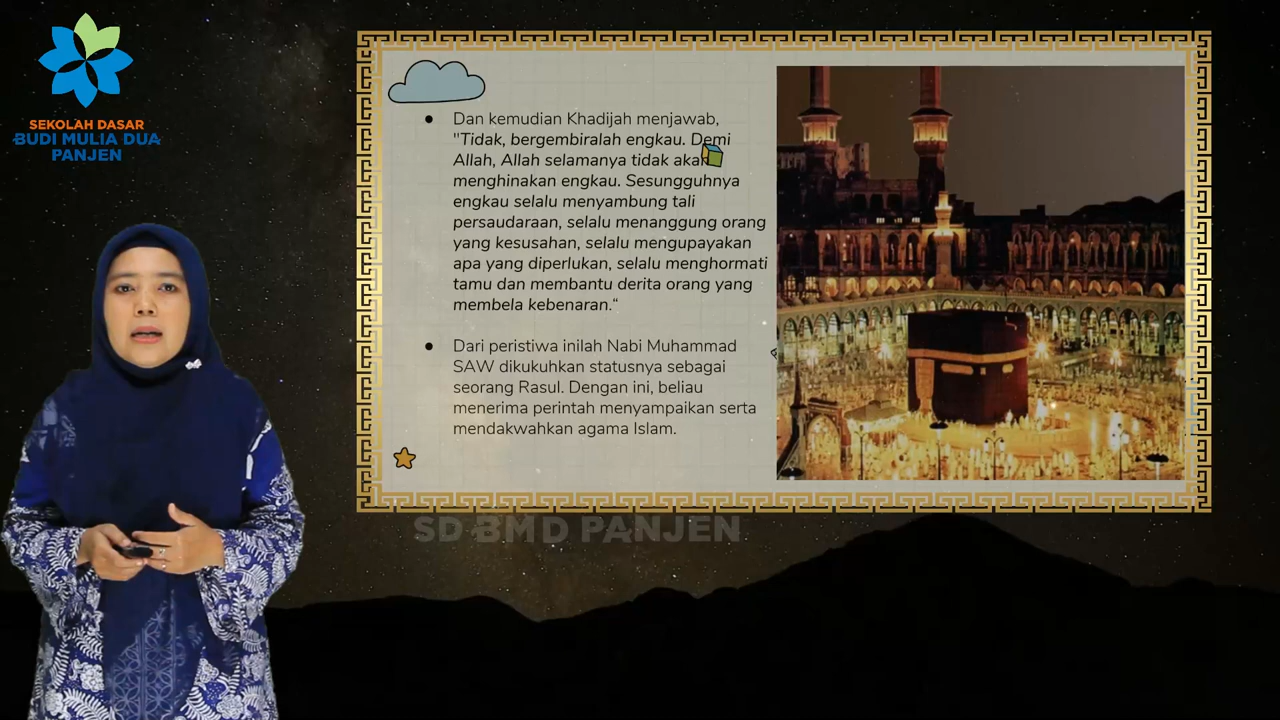 SEKOLAH DASAR
BUDI MULIA DUA
PANJEN
Dan kemudian Khadijah menjawab,
"Tidak, bergembiralah engkau. Demi
Allah, Allah selamanya tidak akan
menghinakan engkau. Sesungguhnya
engkau selalu menyambung tali
persaudaraan, selalu menanggung orang
yang kesusahan, selalu mengupayakan
apa yang diperlukan, selalu menghormati
tamu dan membantu derita orang yang
membela kebenaran.“
Dari peristiwa inilah Nabi Muhammad
SAW dikukuhkan statusnya sebagai
seorang Rasul. Dengan ini, beliau
menerima perintah menyampaikan serta
mendakwahkan agama Islam.
SD BMD PANJEN